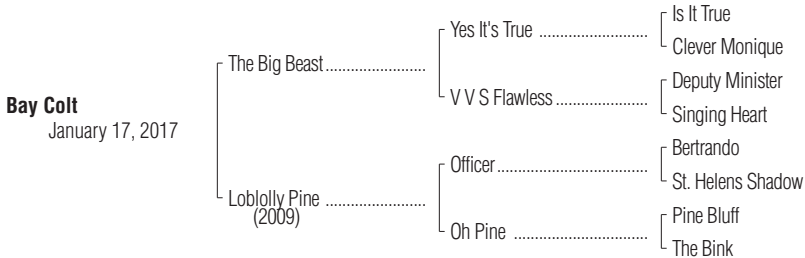 Is It True
Yes It's True ..........................
Clever Monique
The Big Beast........................
Deputy Minister
V V S Flawless......................
Singing Heart
Bay Colt
January 17, 2017
Bertrando
Officer....................................
St. Helens Shadow
Loblolly Pine ........................
(2009)
Pine Bluff
Oh Pine ................................
The Bink